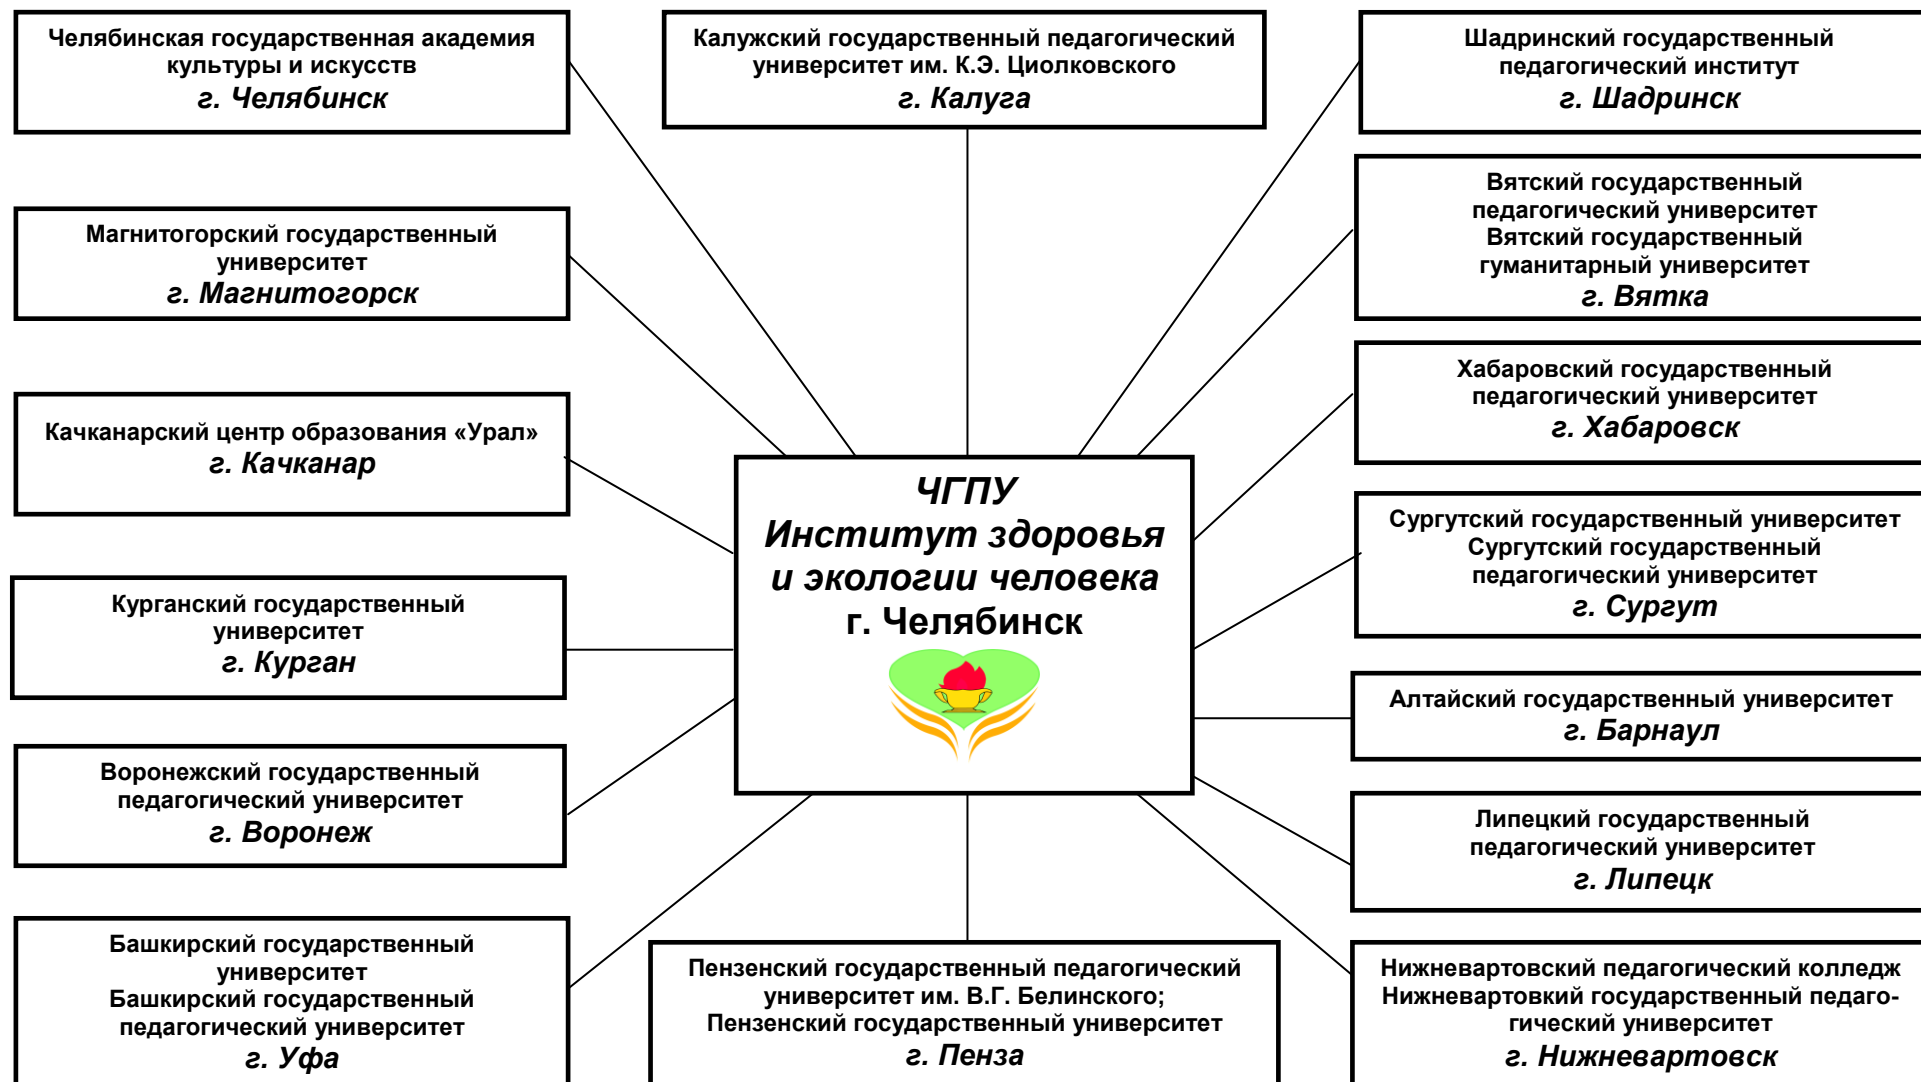 Челябинская государственная академия
культуры и искусств
г. Челябинск
Калужский государственный педагогический
университет им. К.Э. Циолковского
г. Калуга
Шадринский государственный
педагогический институт
г. Шадринск
Магнитогорский государственный
университет
г. Магнитогорск
Вятский государственный
педагогический университет
Вятский государственный
гуманитарный университет
г. Вятка
Качканарский центр образования «Урал»
г. Качканар
Хабаровский государственный
педагогический университет
г. Хабаровск
ЧГПУ
Институт здоровья
и экологии человека
г. Челябинск
Сургутский государственный университет
Сургутский государственный
педагогический университет
г. Сургут
Курганский государственный
университет
г. Курган
Алтайский государственный университет
г. Барнаул
Воронежский государственный
педагогический университет
г. Воронеж
Липецкий государственный
педагогический университет
г. Липецк
Башкирский государственный
университет
Башкирский государственный
педагогический университет
г. Уфа
Пензенский государственный педагогический
университет им. В.Г. Белинского;
Пензенский государственный университет
г. Пенза
Нижневартовский педагогический колледж
Нижневартовкий государственный педаго-
гический университет
г. Нижневартовск